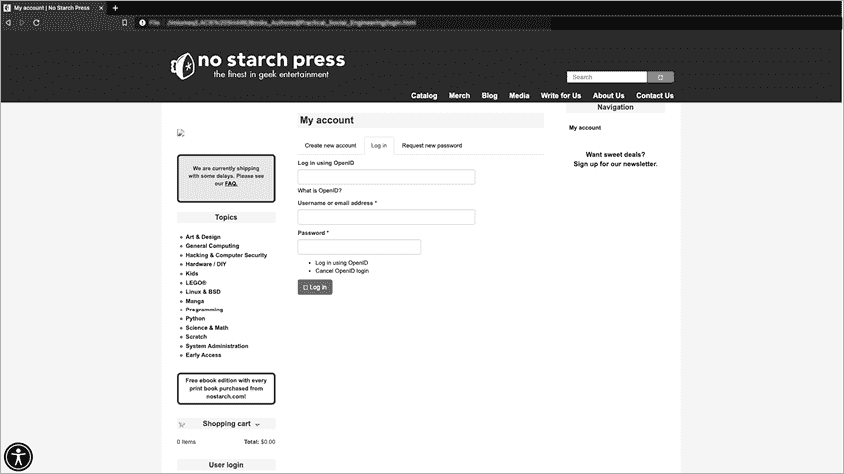 My account | No Starch Press
File
no starch press
the finest in geek entertainment
Search
Catalog Merch Blog Media Write for Us About Us Contact Us
My account
Create new account Log in Request new password
Log in using OpenID
What is OpenID?
Username or email address *
Password *
Log in using OpenID
Cancel OpenID login
Log in
We are currently shipping
with some delays. Please see
our FAQ.
Topics
Art & Design
General Computing
Hacking & Computer Security
Hardware / DIY
Kids
LEGO®
Linux & BSD
Manga
Programming
Python
Science & Math
Scratch
System Administration
Early Access
Free ebook edition with every
print book purchased from
nostarch.com!
Shopping cart
0 Items Total: $0.00
User login
Navigation
My account
Want sweet deals?
Sign up for our newsletter.